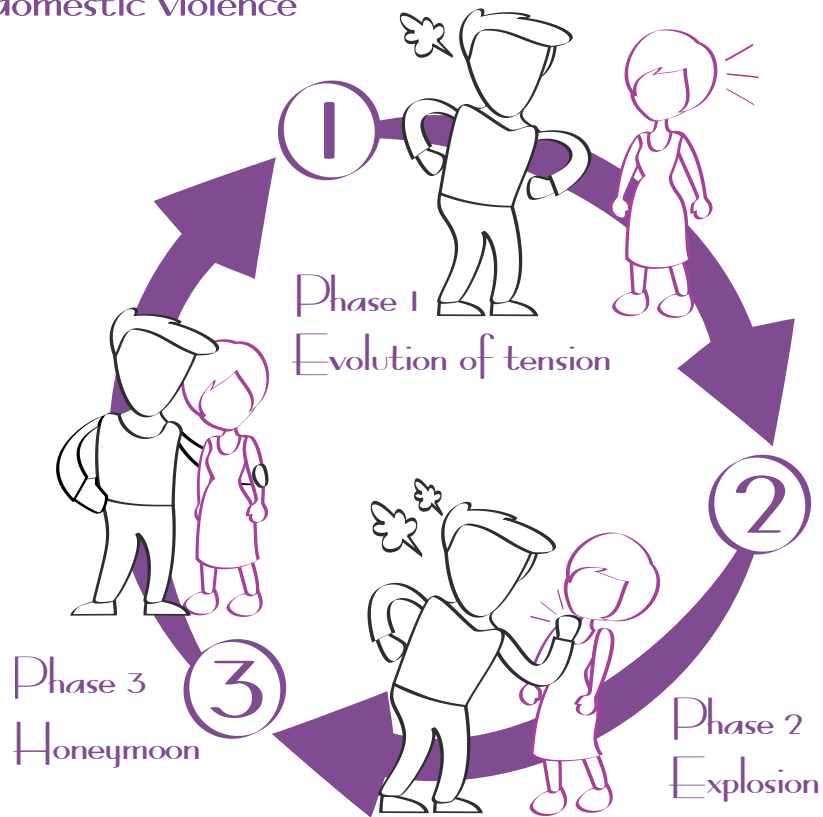 domestic violence
1
Phase 1
Evolution of tension
2
Phase 2
Explosion
3
Phase 3
Honeymoon